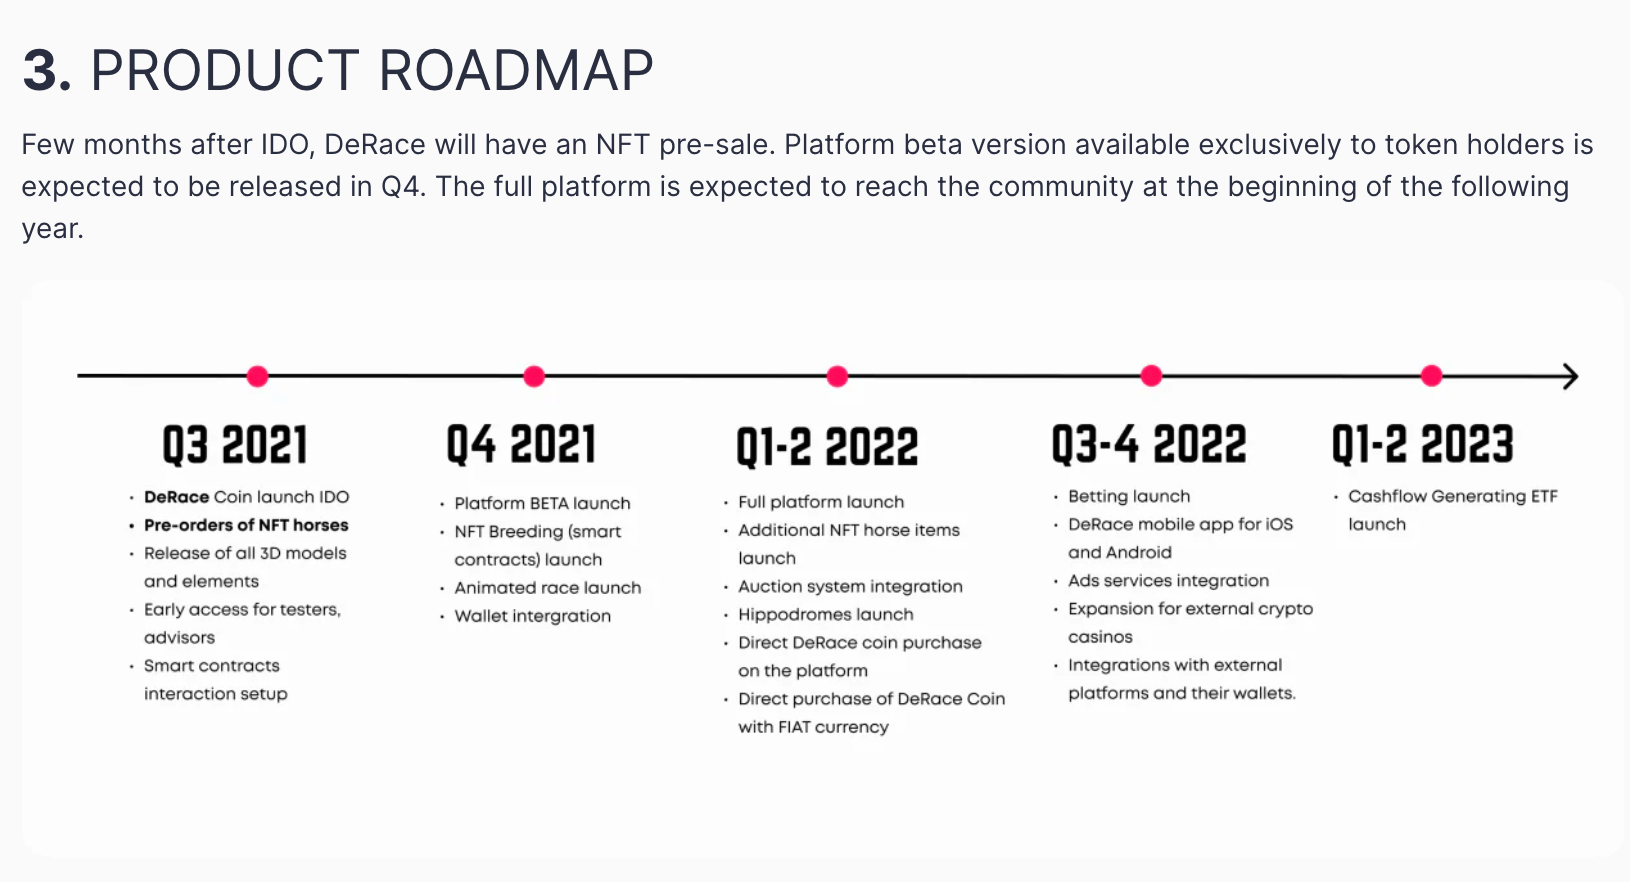 3. PRODUCT ROADMAP
Few months after IDO, DeRace will have an NFT pre-sale. Platform beta version available exclusively to token holders is
expected to be released in Q4. The full platform is expected to reach the community at the beginning of the following
year.
Q3 2021
• DeRace Coin launch IDO
• Pre-orders of NFT horses
• Release of all 3D models
and elements
• Early access for testers,
advisors
• Smart contracts
interaction setup
Q4 2021
• Platform BETA launch
• NFT Breeding (smart
contracts) launch
• Animated race launch
• Wallet intergration
Q1-2 2022
• Full platform launch
• Additional NFT horse items
launch
• Auction system integration
• Hippodromes launch
• Direct DeRace coin purchase
on the platform
• Direct purchase of DeRace Coin
with FIAT currency
Q3-4 2022
• Betting launch
• DeRace mobile app for iOS
and Android
• Ads services integration
• Expansion for external crypto
casinos
• Integrations with external
platforms and their wallets.
Q1-2 2023
• Cashflow Generating ETF
launch